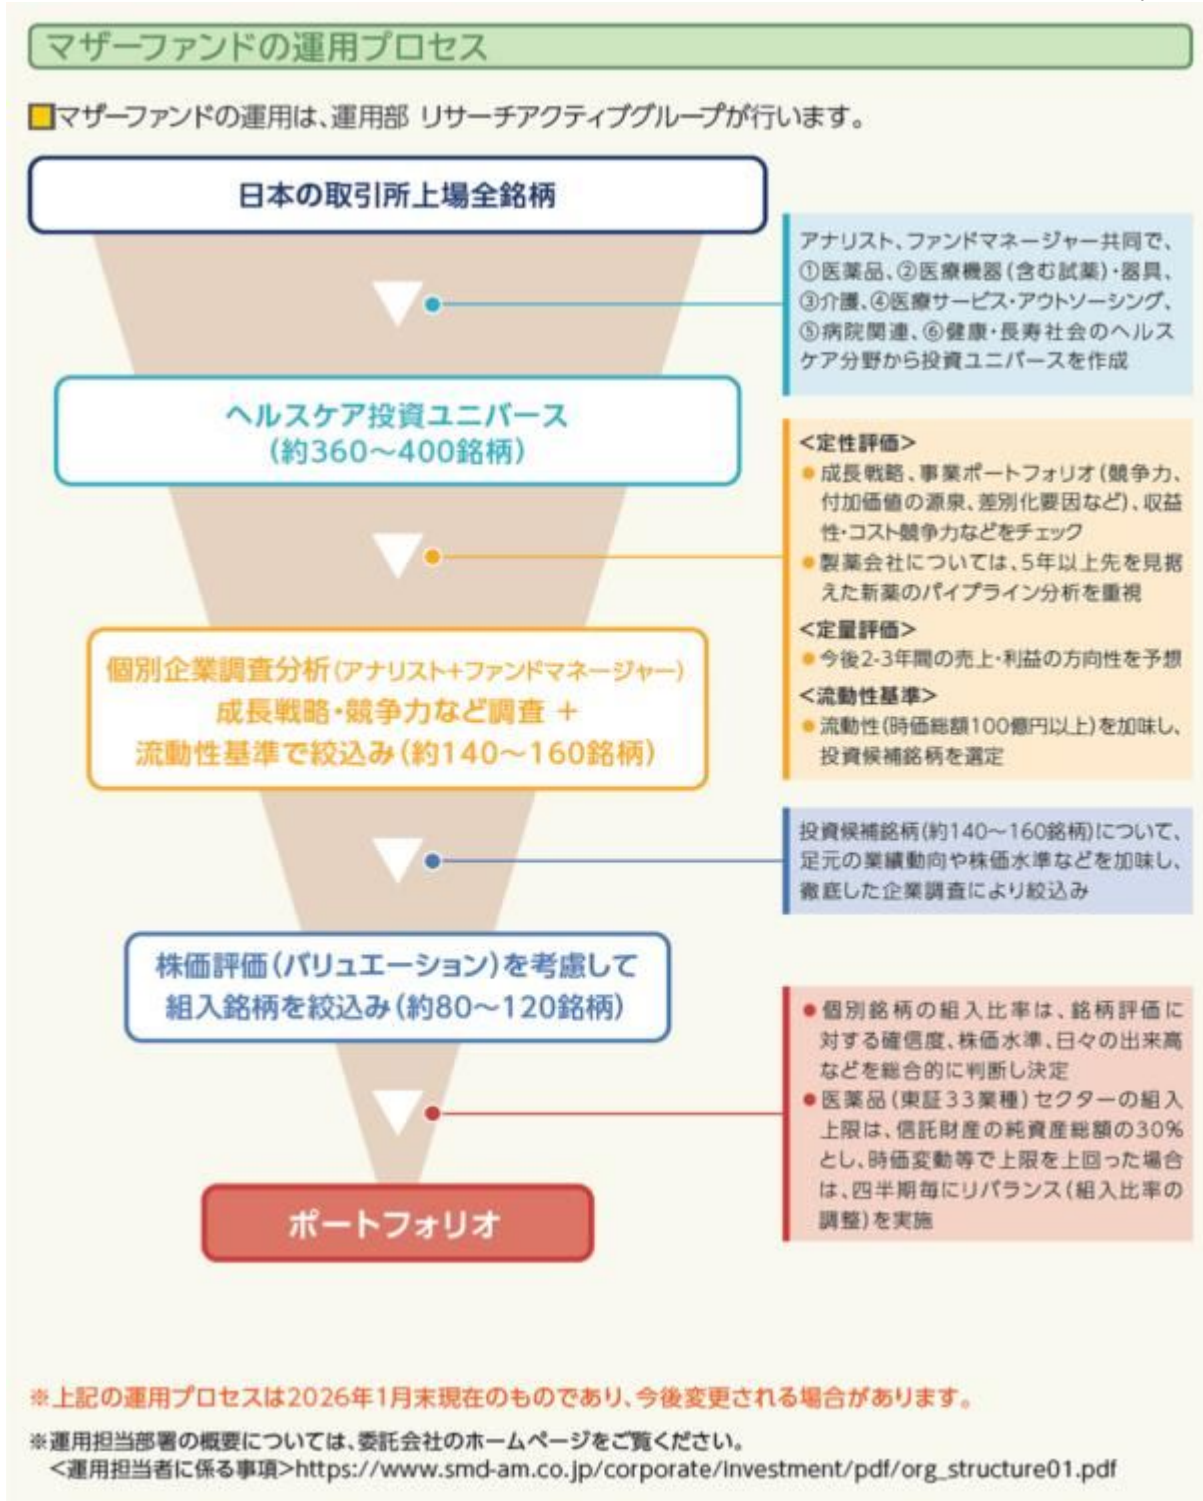 マザーファンドの運用プロセス
マザーファンドの運用は、運用部 リサーチアクティブグループが行います。
日本の取引所上場全銘柄
アナリスト、ファンドマネージャー共同で、
①医薬品、②医療機器(含む試薬)・器具、
③介護、④医療サービス・アウトソーシング、
⑤病院関連、⑥健康・長寿社会のヘルス
ケア分野から投資ユニバースを作成
ヘルスケア投資ユニバース
(約360〜400銘柄)
<定性評価>
●成長戦略、事業ポートフォリオ(競争力、
付加価値の源泉、差別化要因など)、収益
性・コスト競争力などをチェック
●製薬会社については、5年以上先を見据
えた新薬のパイプライン分析を重視
<定量評価>
●今後2-3年間の売上・利益の方向性を予想
<流動性基準>
●流動性(時価総額100億円以上)を加味し、
投資候補銘柄を選定
個別企業調査分析(アナリスト+ファンドマネージャー)
成長戦略・競争力など調査 +
流動性基準で絞込み(約140〜160銘柄)
投資候補銘柄(約140〜160銘柄)について、
足元の業績動向や株価水準などを加味し、
徹底した企業調査により絞込み
株価評価(バリュエーション)を考慮して
組入銘柄を絞込み(約80〜120銘柄)
●個別銘柄の組入比率は、銘柄評価に
対する確信度、株価水準、日々の出来高
などを総合的に判断し決定
●医薬品(東証33業種)セクターの組入
上限は、信託財産の純資産総額の30%
とし、時価変動等で上限を上回った場合
は、四半期毎にリバランス(組入比率の
調整)を実施
ポートフォリオ
※上記の運用プロセスは2026年1月末現在のものであり、今後変更される場合があります。
※運用担当部署の概要については、委託会社のホームページをご覧ください。
<運用担当者に係る事項>https://www.smd-am.co.jp/corporate/investment/pdf/org_structure01.pdf